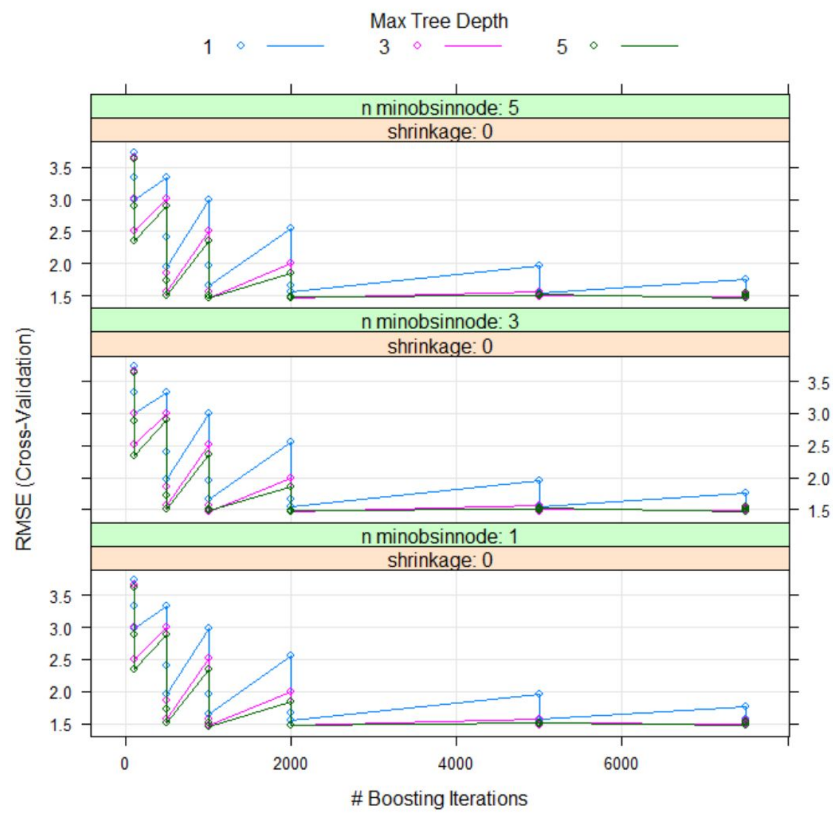 Max Tree Depth
1 3 5
n minobsinnode: 5
shrinkage: 0
3.5
3.0
2.5
2.0
1.5
n minobsinnode: 3
shrinkage: 0
3.5
3.0
2.5
2.0
1.5
n minobsinnode: 1
shrinkage: 0
3.5
3.0
2.5
2.0
1.5
RMSE (Cross-Validation)
0 2000 4000 6000
# Boosting Iterations